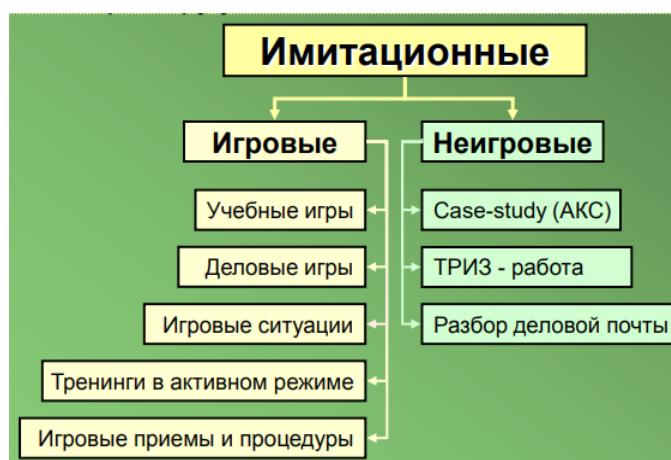 Имитационные
Игровые
Неигровые
Учебные игры
Case-study (АКС)
Деловые игры
ТРИЗ - работа
Игровые ситуации
Разбор деловой почты
Тренинги в активном режиме
Игровые приемы и процедуры